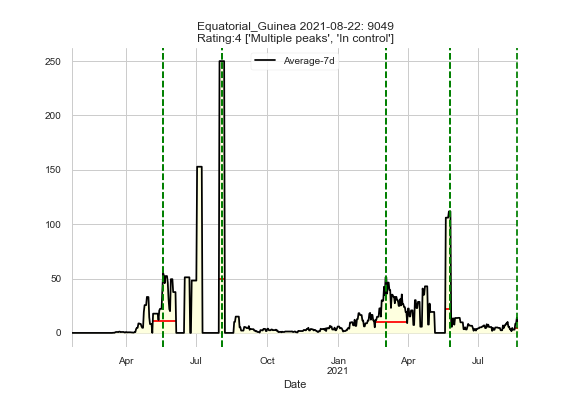 Equatorial_Guinea 2021-08-22: 9049
Rating:4 ['Multiple peaks', 'In control']
Average-7d
250
200
150
100
50
0
Apr
Jul
Oct
Jan
2021
Apr
Jul
Date